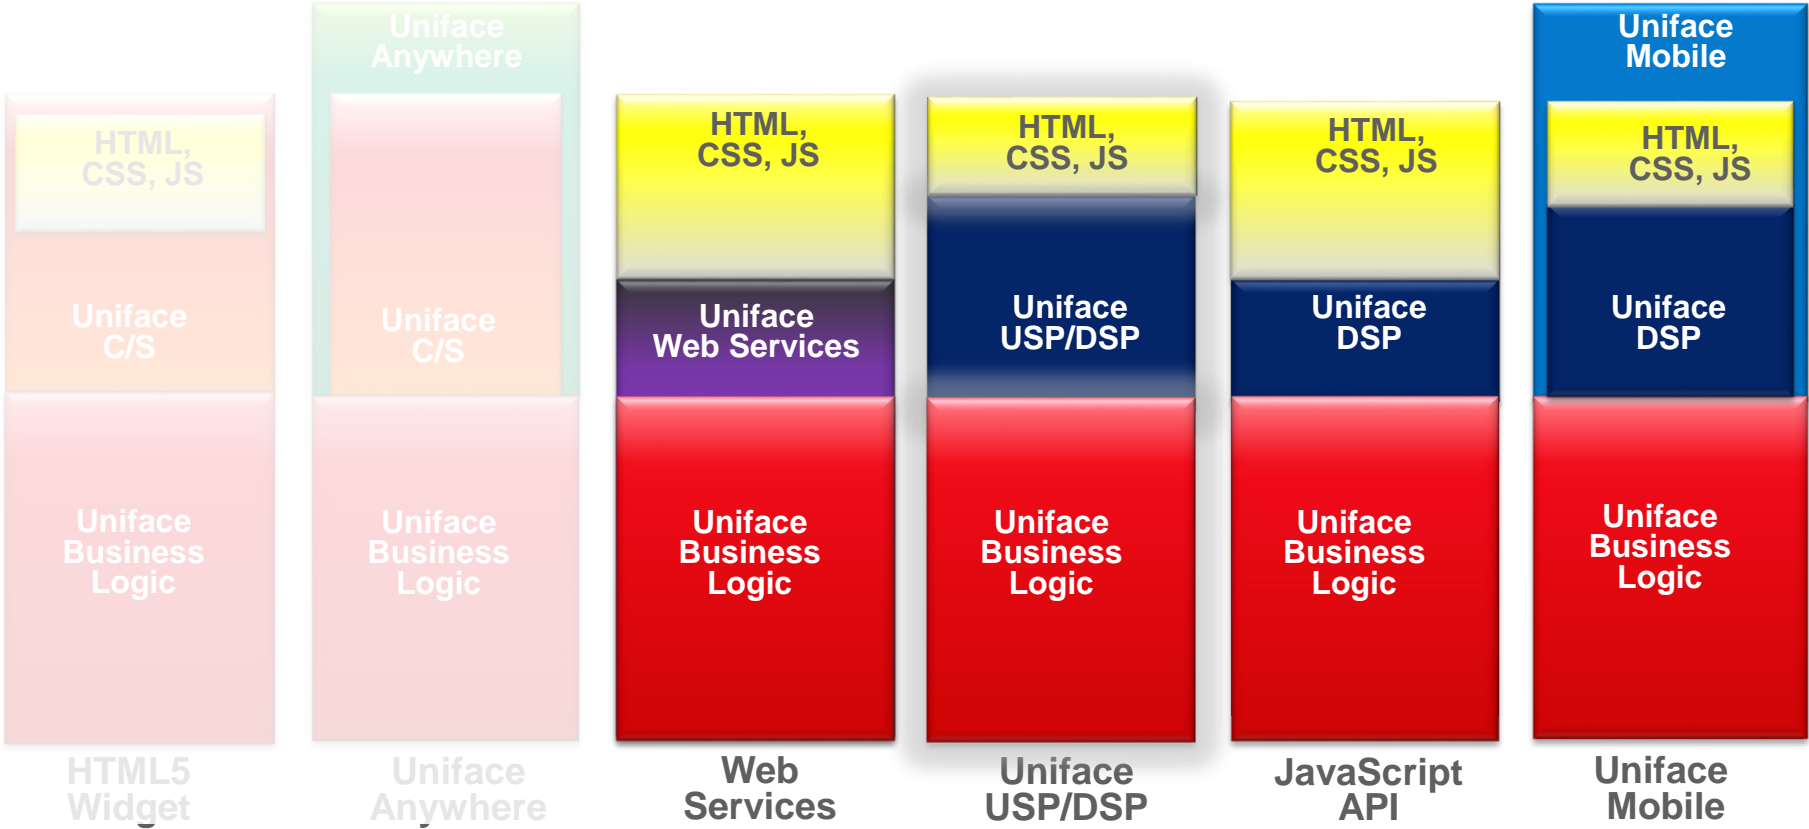 HTML,
CSS, JS
Uniface
C/S
Uniface
Business
Logic
HTML5
Widget
Uniface
Anywhere
Uniface
C/S
Uniface
Business
Logic
Uniface
Anywhere
HTML,
CSS, JS
Uniface
Web Services
Uniface
Business
Logic
Web
Services
HTML,
CSS, JS
Uniface
USP/DSP
Uniface
Business
Logic
Uniface
USP/DSP
HTML,
CSS, JS
Uniface
DSP
Uniface
Business
Logic
JavaScript
API
Uniface
Mobile
HTML,
CSS, JS
Uniface
DSP
Uniface
Business
Logic
Uniface
Mobile